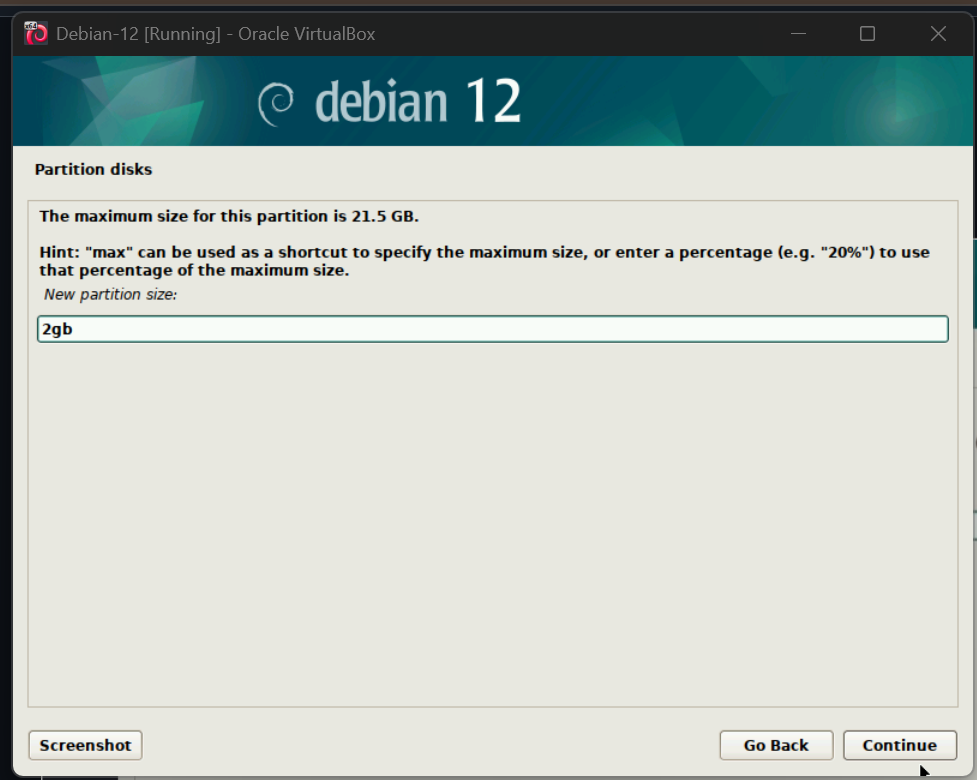 x64
Debian-12 [Running] - Oracle VirtualBox
debian 12
Partition disks
The maximum size for this partition is 21.5 GB.
Hint: "max" can be used as a shortcut to specify the maximum size, or enter a percentage (e.g. "20%") to use
that percentage of the maximum size.
New partition size:
2gb
Screenshot
Go Back
Continue